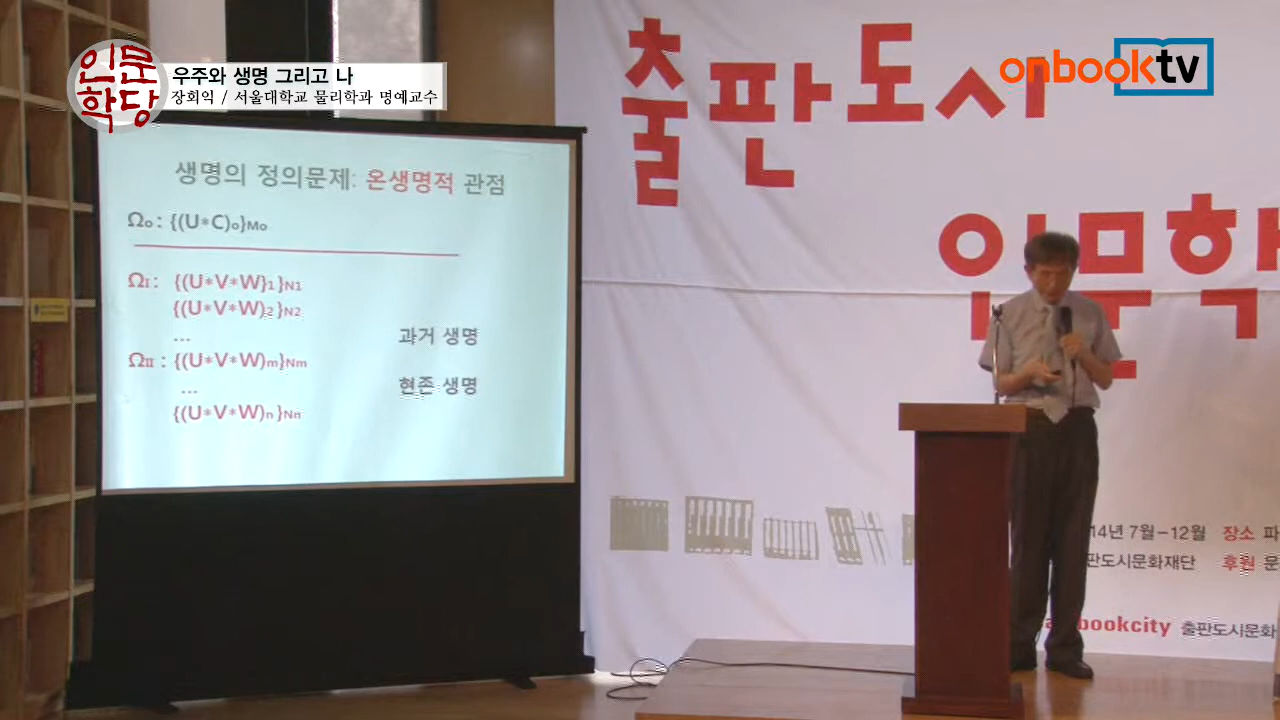 인문
학당
우주와 생명 그리고 나
장회익 / 서울대학교 물리학과 명예교수
onbooktv
출판도시
인문학
생명의 정의문제: 온생명적 관점
Ωo : {(U*C)o}Mo
ΩI : {(U*V*W}1 }N1
{(U*V*W)2 }N2
...
과거 생명
ΩII : {(U*V*W)m}Nm
...
현존 생명
{(U*V*W)n }Nn
14년 7월-12월 장소 파
판도시문화재단 후원 문
bookcity 출판도시문화